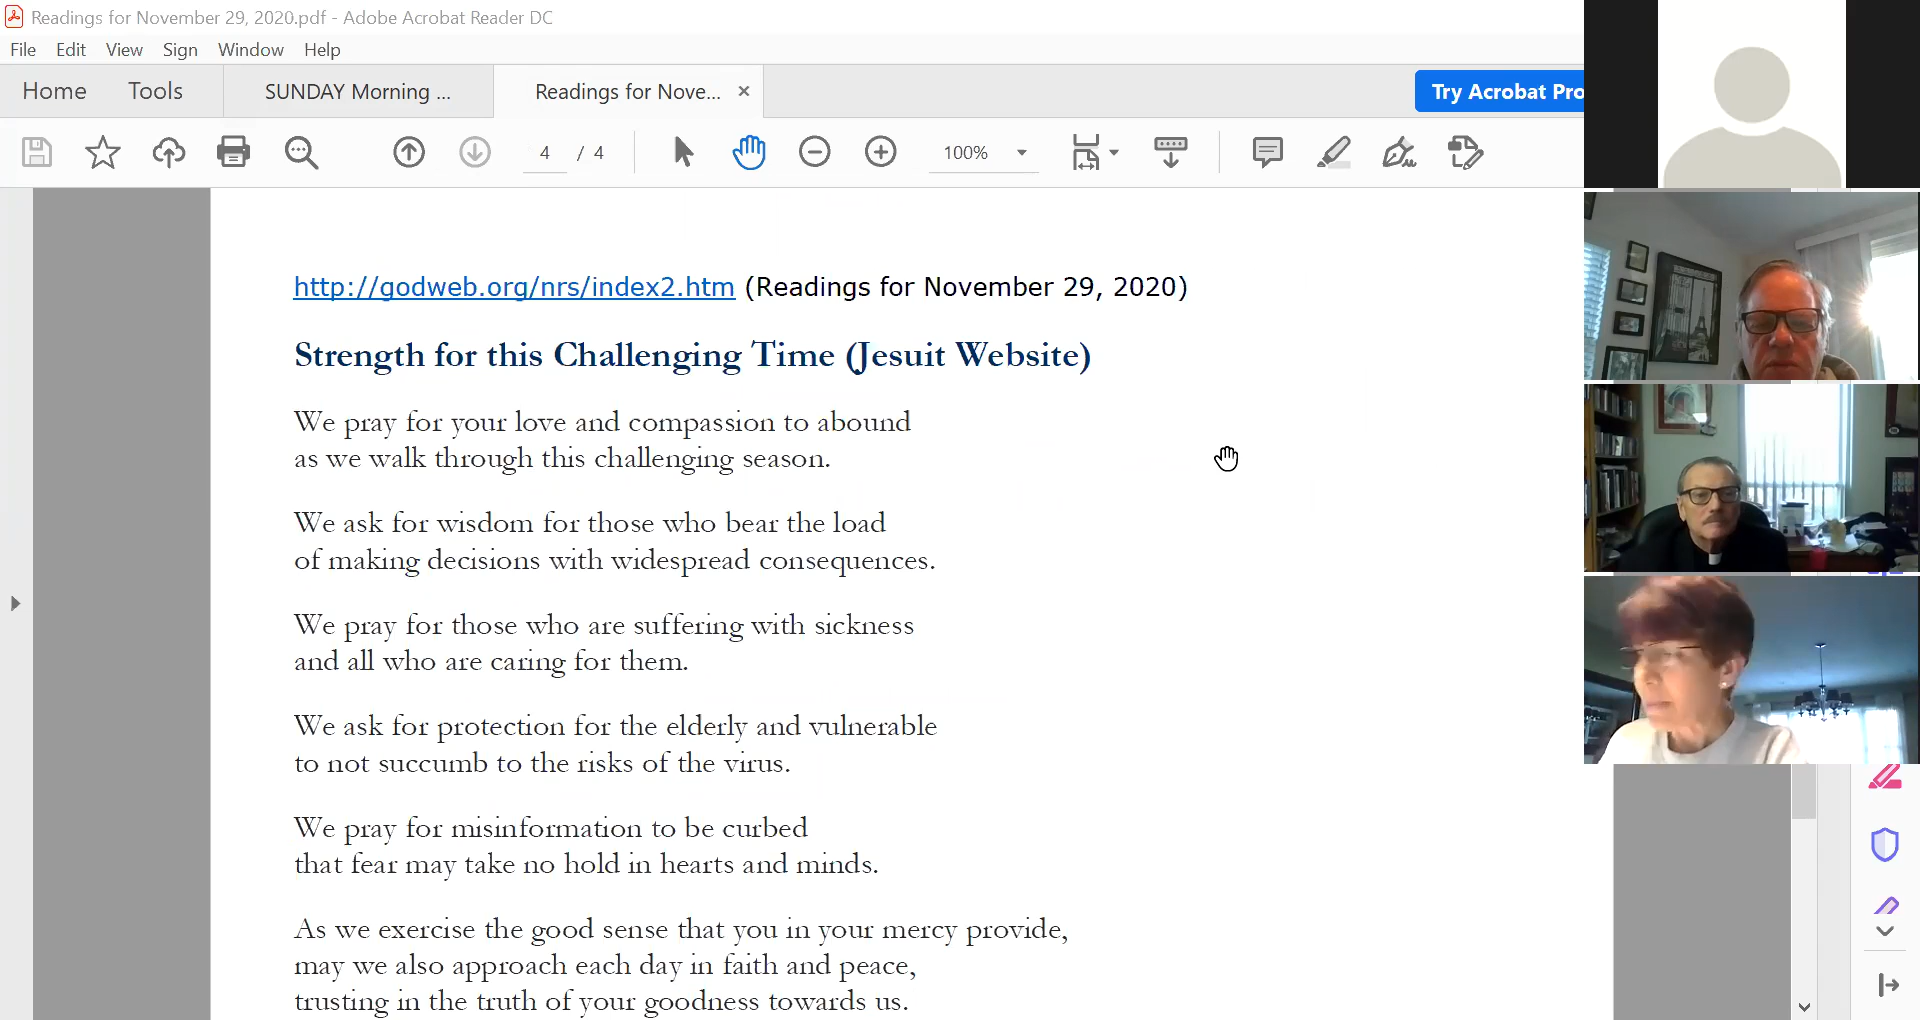 Readings for November 29, 2020.pdf - Adobe Acrobat Reader DC
File Edit View Sign Window Help
Home Tools SUNDAY Morning ... Readings for Nove... × Try Acrobat Pro
4 / 4 100%
http://godweb.org/nrs/index2.htm (Readings for November 29, 2020)
Strength for this Challenging Time (Jesuit Website)
We pray for your love and compassion to abound
as we walk through this challenging season.
We ask for wisdom for those who bear the load
of making decisions with widespread consequences.
We pray for those who are suffering with sickness
and all who are caring for them.
We ask for protection for the elderly and vulnerable
to not succumb to the risks of the virus.
We pray for misinformation to be curbed
that fear may take no hold in hearts and minds.
As we exercise the good sense that you in your mercy provide,
may we also approach each day in faith and peace,
trusting in the truth of your goodness towards us.